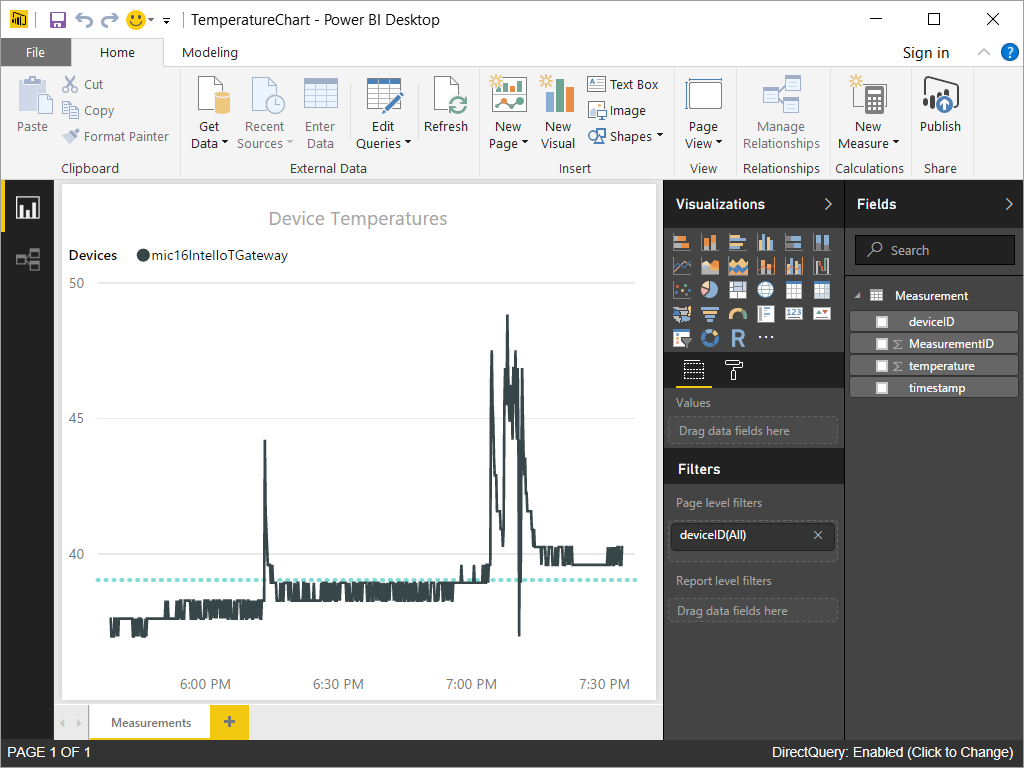 TemperatureChart - Power BI Desktop
File
Home
Modeling
Sign in
?
Paste
Cut
Copy
Format Painter
Clipboard
Get
Data
Recent
Sources
Enter
Data
Edit
Queries
External Data
Refresh
New
Page
New
Visual
Text Box
Image
Shapes
Insert
Page
View
View
Manage
Relationships
Relationships
New
Measure
Calculations
Publish
Share
Device Temperatures
Devices
mic16IntelIoTGateway
50
45
40
6:00 PM
6:30 PM
7:00 PM
7:30 PM
Visualizations
123
R
...
Values
Drag data fields here
Filters
Page level filters
deviceID(All)
Report level filters
Drag data fields here
Fields
Search
Measurement
deviceID
Σ MeasurementID
Σ temperature
timestamp
Measurements
+
PAGE 1 OF 1
DirectQuery: Enabled (Click to Change)